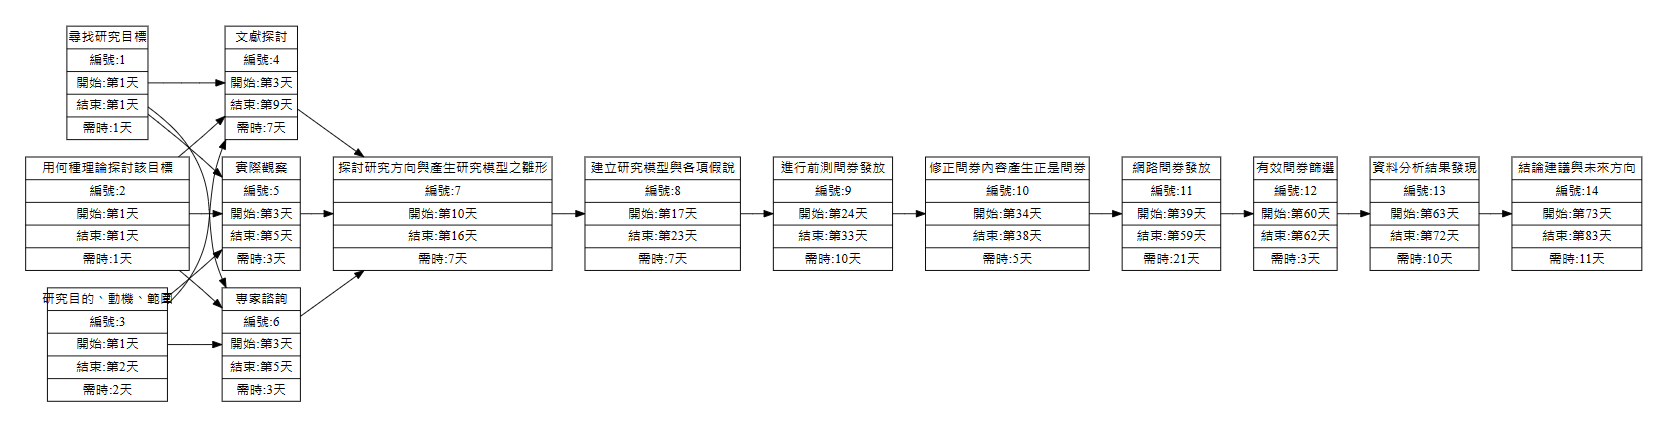 尋找研究目標
編號:1
開始:第1天
結束:第1天
需時:1天
用何種理論探討該目標
編號:2
開始:第1天
結束:第1天
需時:1天
研究目的、動機、範圍
編號:3
開始:第1天
結束:第2天
需時:2天
文獻探討
編號:4
開始:第3天
結束:第9天
需時:7天
實際觀察
編號:5
開始:第3天
結束:第5天
需時:3天
專家諮詢
編號:6
開始:第3天
結束:第5天
需時:3天
探討研究方向與產生研究模型之雛形
編號:7
開始:第10天
結束:第16天
需時:7天
建立研究模型與各項假說
編號:8
開始:第17天
結束:第23天
需時:7天
進行前測問券發放
編號:9
開始:第24天
結束:第33天
需時:10天
修正問券內容產生正是問券
編號:10
開始:第34天
結束:第38天
需時:5天
網路問券發放
編號:11
開始:第39天
結束:第59天
需時:21天
有效問券篩選
編號:12
開始:第60天
結束:第62天
需時:3天
資料分析結果發現
編號:13
開始:第63天
結束:第72天
需時:10天
結論建議與未來方向
編號:14
開始:第73天
結束:第83天
需時:11天